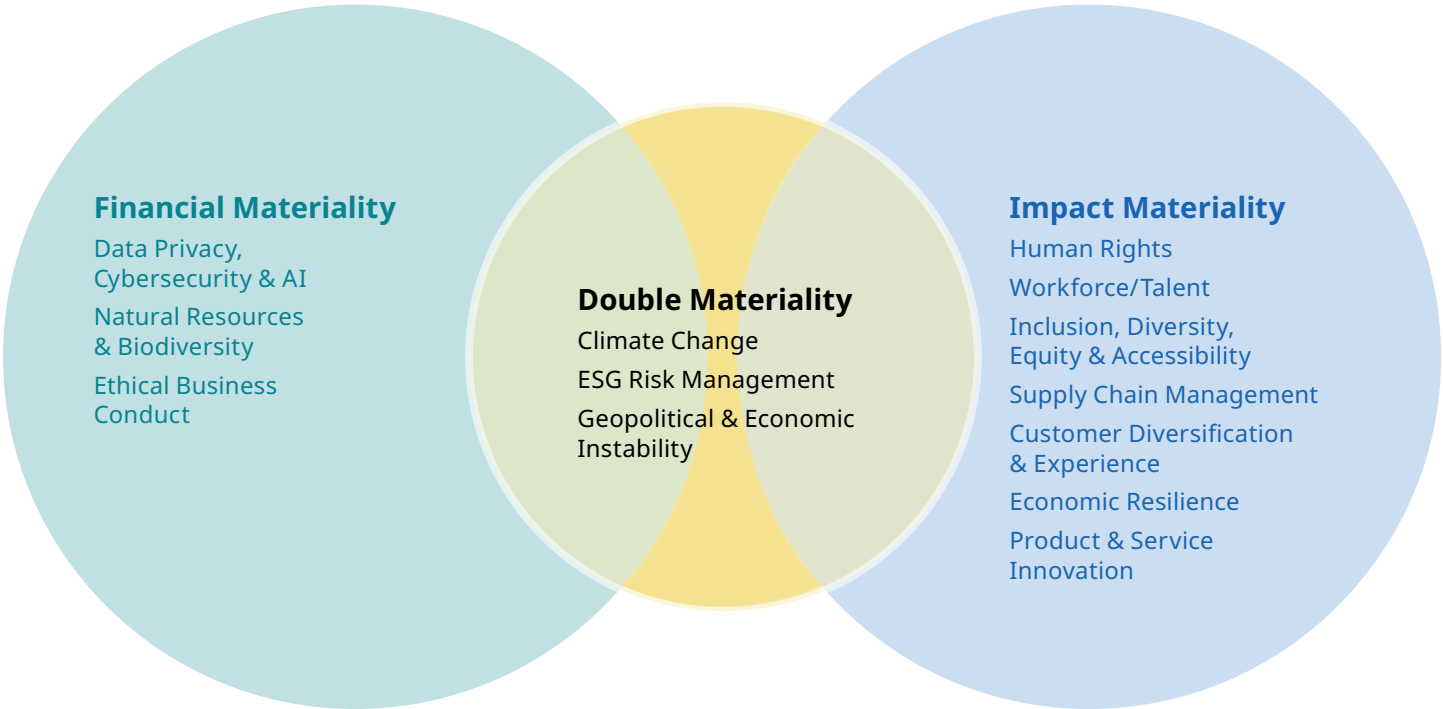 Financial Materiality
Data Privacy,
Cybersecurity & AI
Natural Resources
& Biodiversity
Ethical Business
Conduct
Double Materiality
Climate Change
ESG Risk Management
Geopolitical & Economic
Instability
Impact Materiality
Human Rights
Workforce/Talent
Inclusion, Diversity,
Equity & Accessibility
Supply Chain Management
Customer Diversification
& Experience
Economic Resilience
Product & Service
Innovation